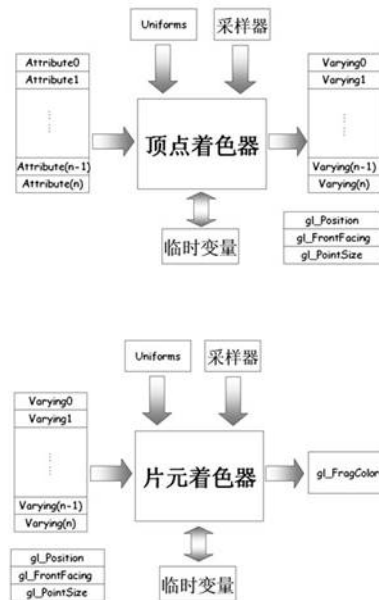 Uniforms
采样器
Attribute0
Attribute1
Attribute(n-1)
Attribute(n)
顶点着色器
Varying0
Varying1
Varying(n-1)
Varying(n)
临时变量
gl_Position
gl_FrontFacing
gl_PointSize
Uniforms
采样器
Varying0
Varying1
Varying(n-1)
Varying(n)
片元着色器
gl_FragColor
gl_Position
gl_FrontFacing
gl_PointSize
临时变量